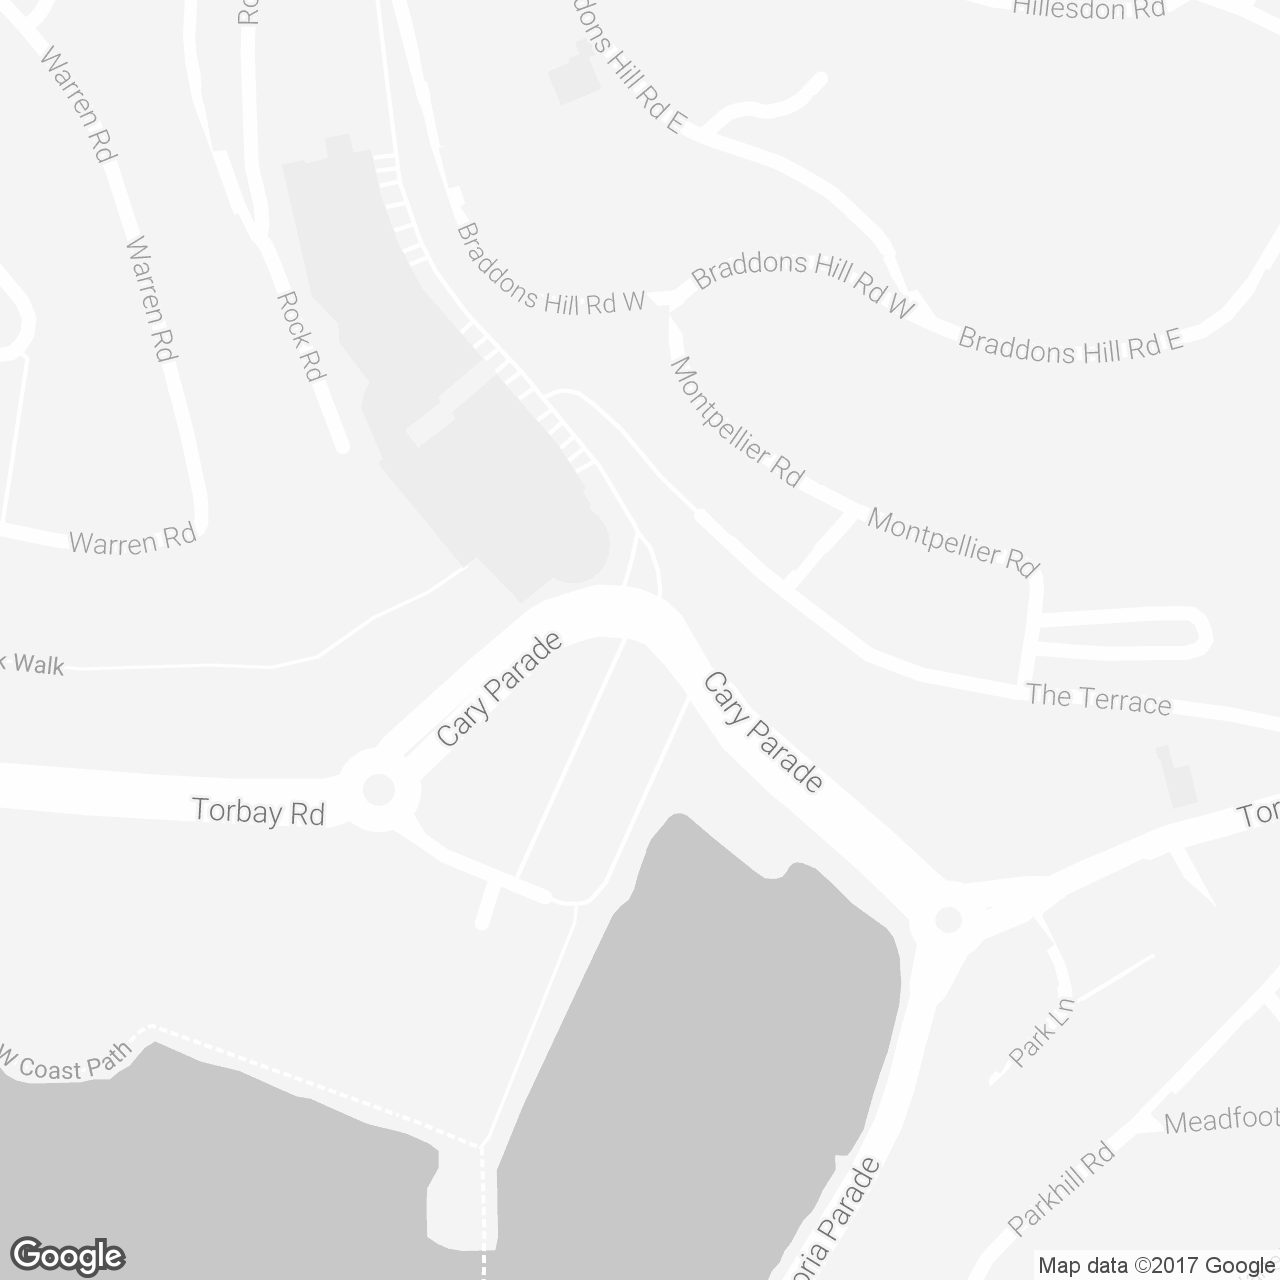 Hillesdon Rd
Ro
ddons Hill Rd E
Warren Rd
Braddons Hill Rd W
Braddons Hill Rd W
Warren Rd
Rock Rd
Braddons Hill Rd E
Montpellier Rd
Montpellier Rd
Warren Rd
k Walk
Cary Parade
Cary Parade
The Terrace
Torbay Rd
Tor
Park Ln
W Coast Path
Meadfoot
Parkhill Rd
oria Parade
Google
Map data ©2017 Google